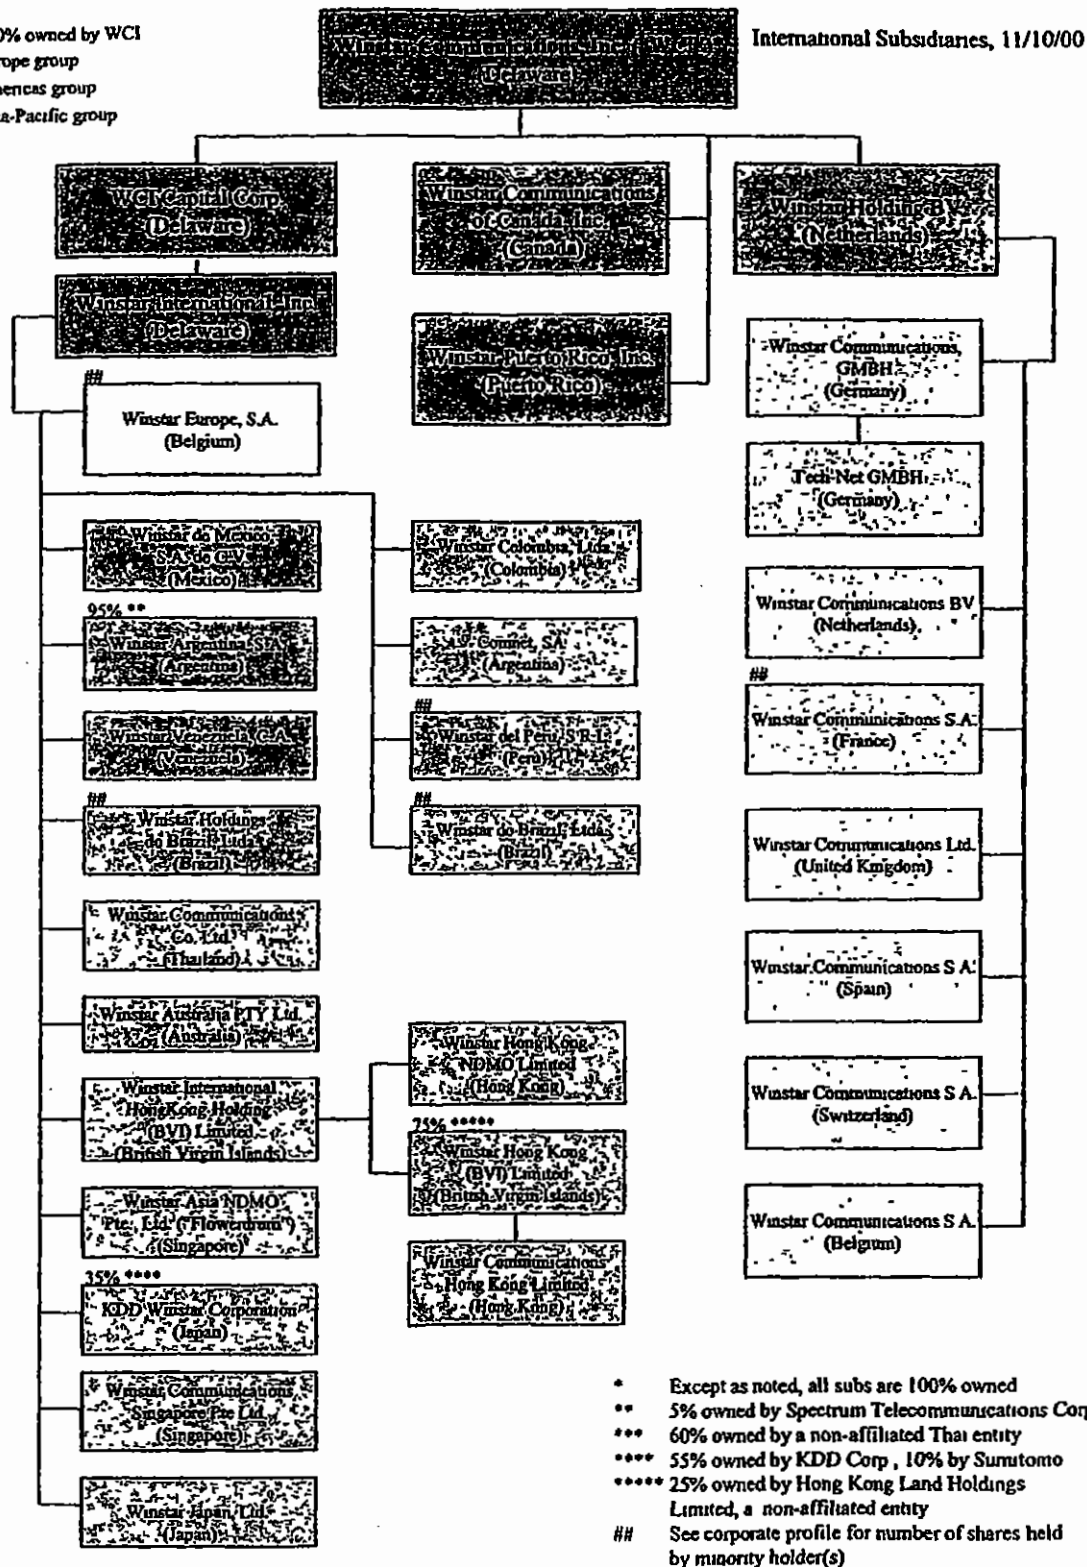 0% owned by WCI
rope group
nericas group
a-Pacific group
International Subsidiaries, 11/10/00
Winstar Communications, Inc.
(Delaware)
WCI Capital Corp.
(Delaware)
Winstar Communications
of Canada, Inc.
(Canada)
Winstar Holding BV
(Netherlands)
Winstar International, Inc.
(Delaware)
Winstar Puerto Rico, Inc.
(Puerto Rico)
Winstar Communications,
GMBH
(Germany)
##
Winstar Europe, S.A.
(Belgium)
Tech-Net GMBH
(Germany)
Winstar de Mexico,
S.A. de C.V.
(Mexico)
Winstar Colombia, Ltda.
(Colombia)
Winstar Communications BV
(Netherlands)
95% **
Winstar Argentina, S.A.
(Argentina)
Comnet, SA
(Argentina)
##
Winstar Communications S.A.
(France)
Winstar Venezuela, C.A.
(Venezuela)
##
Winstar del Peru, S.R.L.
(Peru)
##
Winstar Holdings
do Brazil, Ltda.
(Brazil)
##
Winstar do Brazil, Ltda.
(Brazil)
Winstar Communications Ltd.
(United Kingdom)
Winstar Communications
Co, Ltd.
(Thailand)
Winstar Communications S A.
(Spain)
Winstar Australia PTY Ltd.
(Australia)
Winstar International
HongKong Holding
(BVI) Limited
(British Virgin Islands)
Winstar Hong Kong
NDMO Limited
(Hong Kong)
Winstar Communications S A.
(Switzerland)
75% *****
Winstar Hong Kong
(BVI) Limited
(British Virgin Islands)
Winstar Asia NDMO
Pte, Ltd ("Flowerdrum")
(Singapore)
Winstar Communications
Hong Kong Limited
(Hong Kong)
Winstar Communications S A.
(Belgium)
35% ****
KDD Winstar Corporation
(Japan)
Winstar Communications
Singapore Pte Ltd.
(Singapore)
Winstar Japan, Ltd.
(Japan)
* Except as noted, all subs are 100% owned
** 5% owned by Spectrum Telecommunications Corp
*** 60% owned by a non-affiliated Thai entity
**** 55% owned by KDD Corp , 10% by Sumitomo
***** 25% owned by Hong Kong Land Holdings
Limited, a non-affiliated entity
## See corporate profile for number of shares held
by minority holder(s)